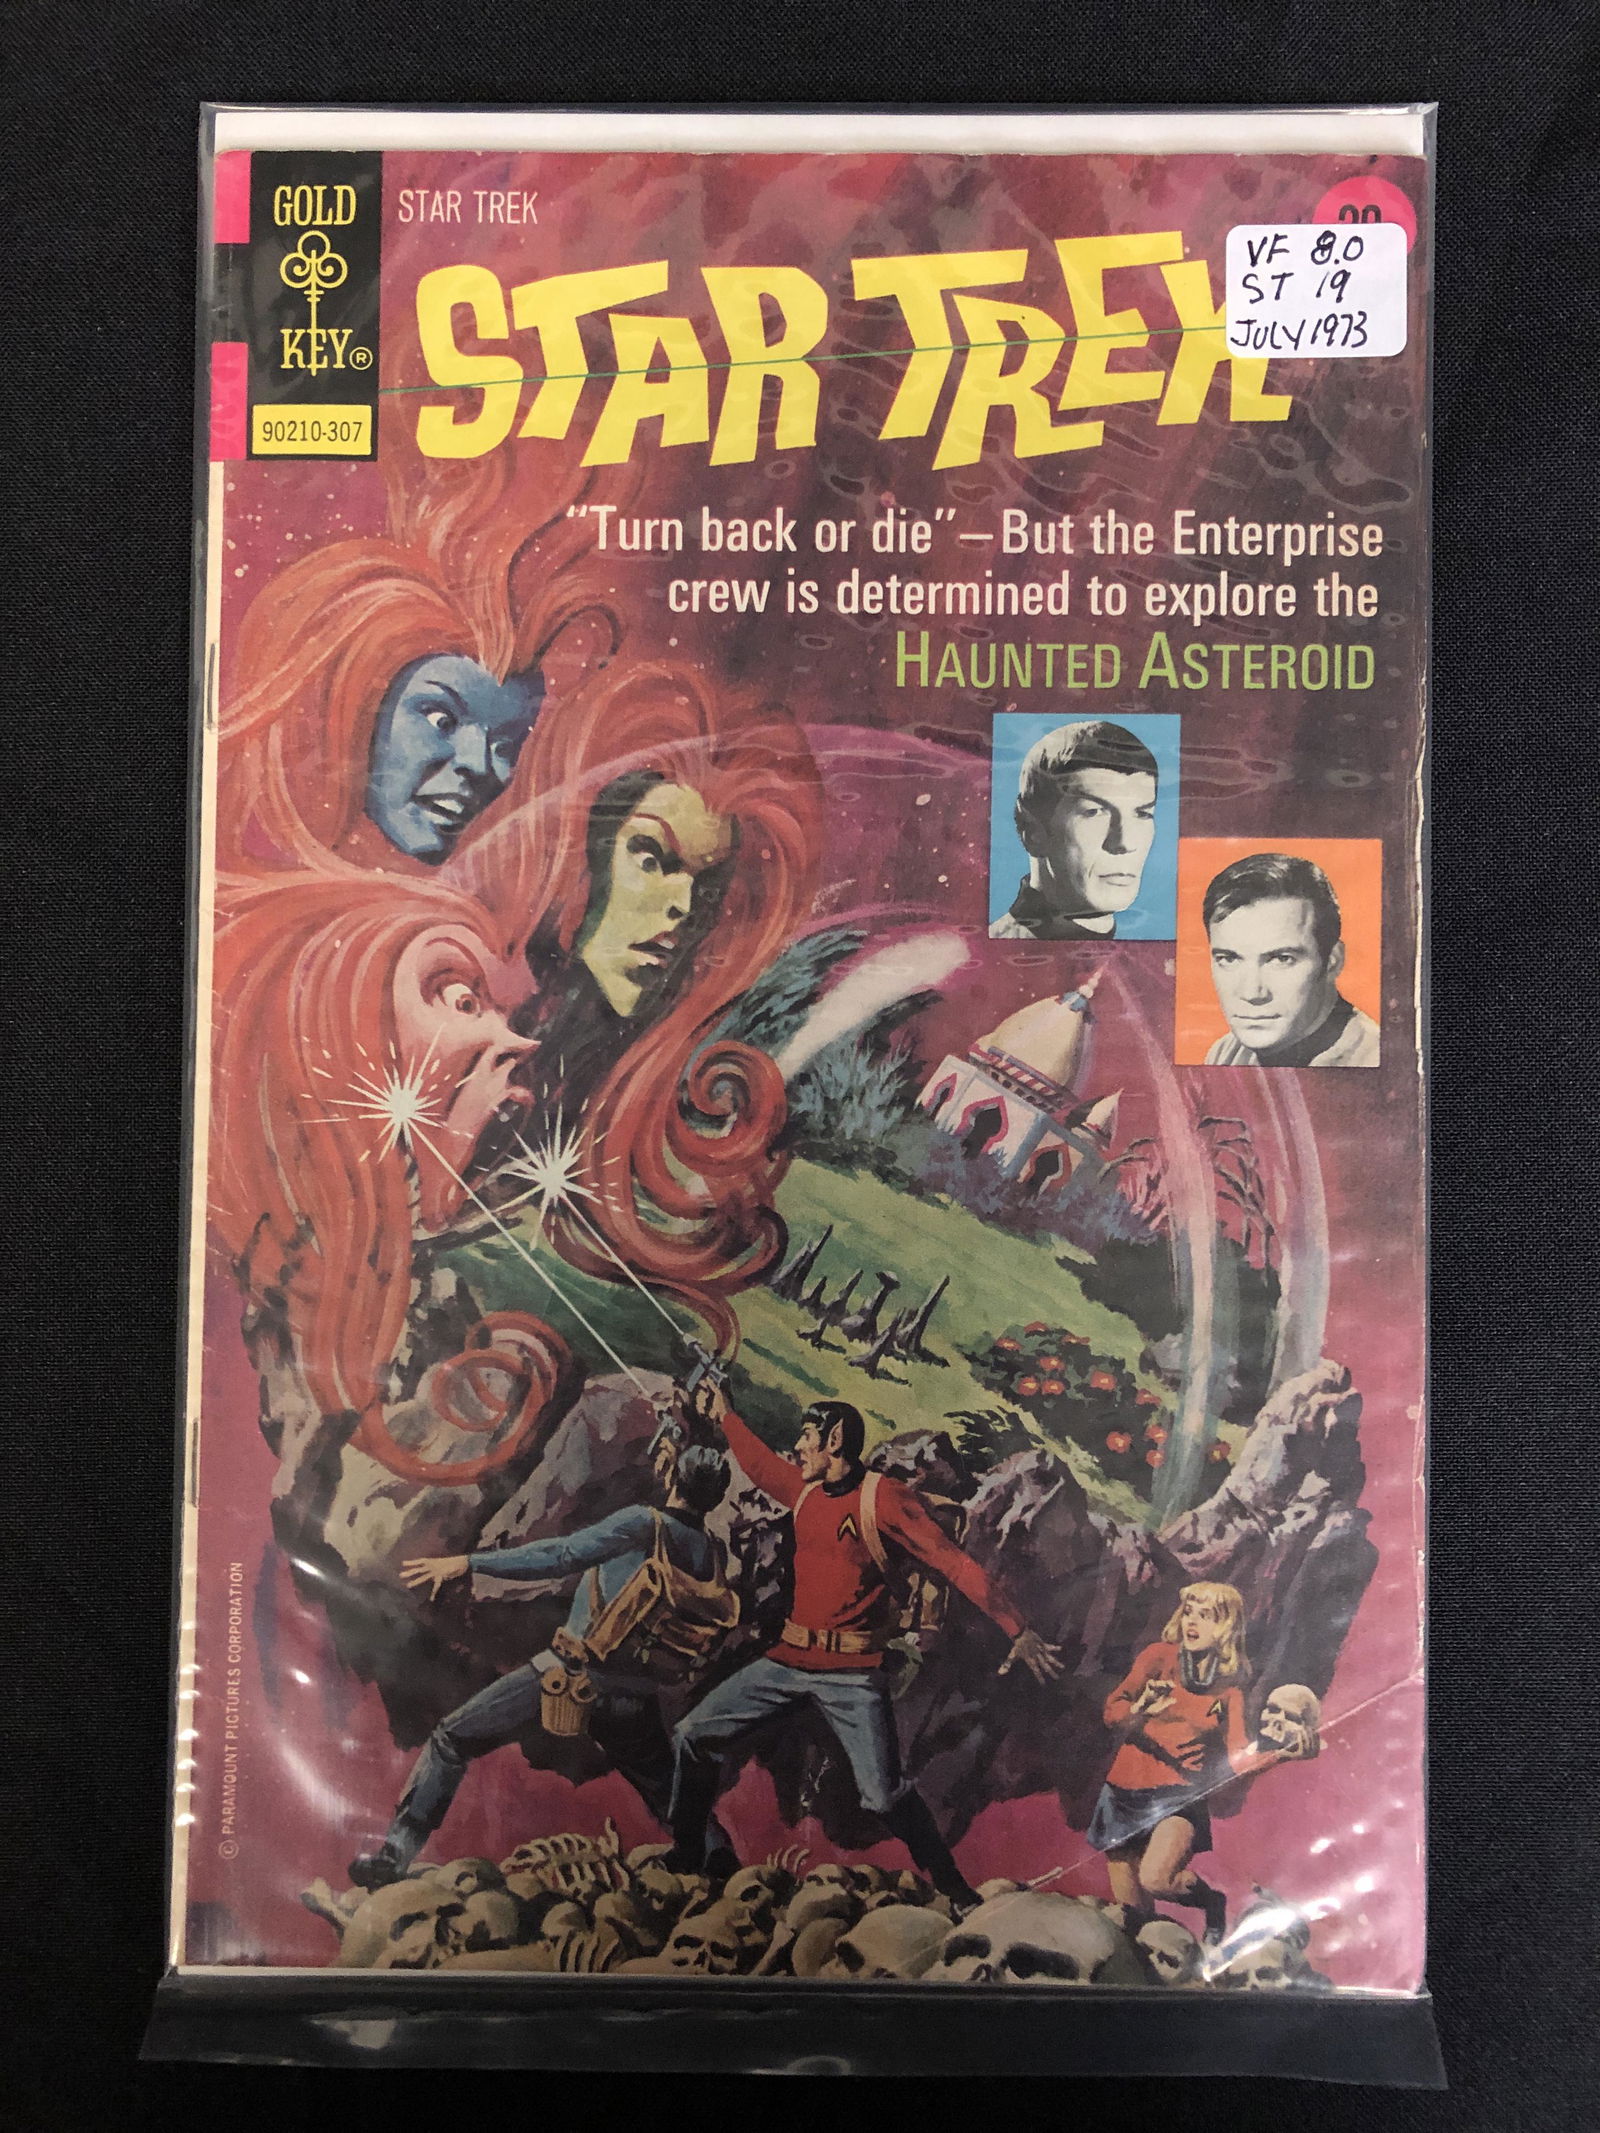 GOLD
KEY®
STAR TREK
VF 8.0
ST 19
JULY 1973
STAR TREK
90210-307
"Turn back or die"—But the Enterprise
crew is determined to explore the
HAUNTED ASTEROID
© PARAMOUNT PICTURES CORPORATION